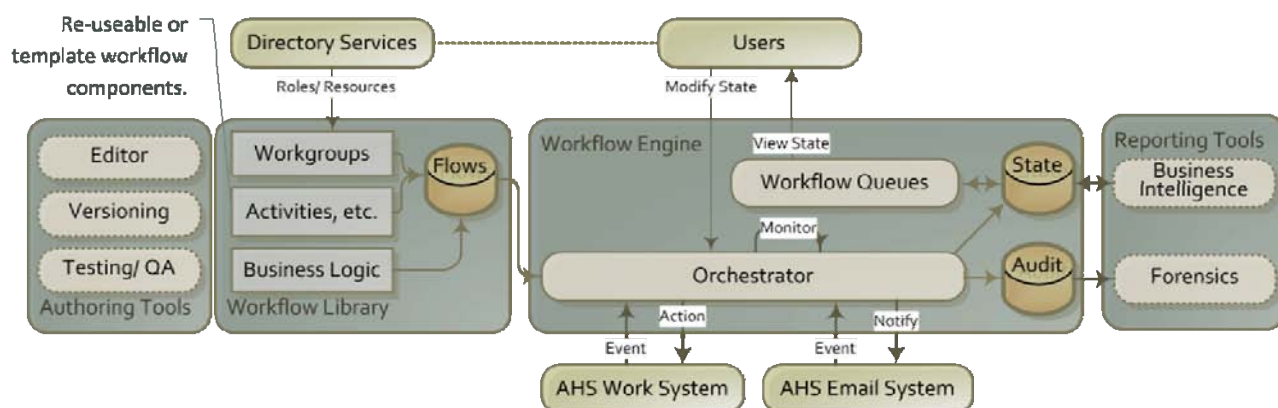 Re-useable or
template workflow
components.
Directory Services
Users
Roles/ Resources
Modify State
Editor
Versioning
Testing/ QA
Authoring Tools
Workgroups
Activities, etc.
Business Logic
Flows
Workflow Library
Workflow Engine
View State
Workflow Queues
State
Monitor
Orchestrator
Audit
Reporting Tools
Business
Intelligence
Forensics
Event
Action
Event
Notify
AHS Work System
AHS Email System